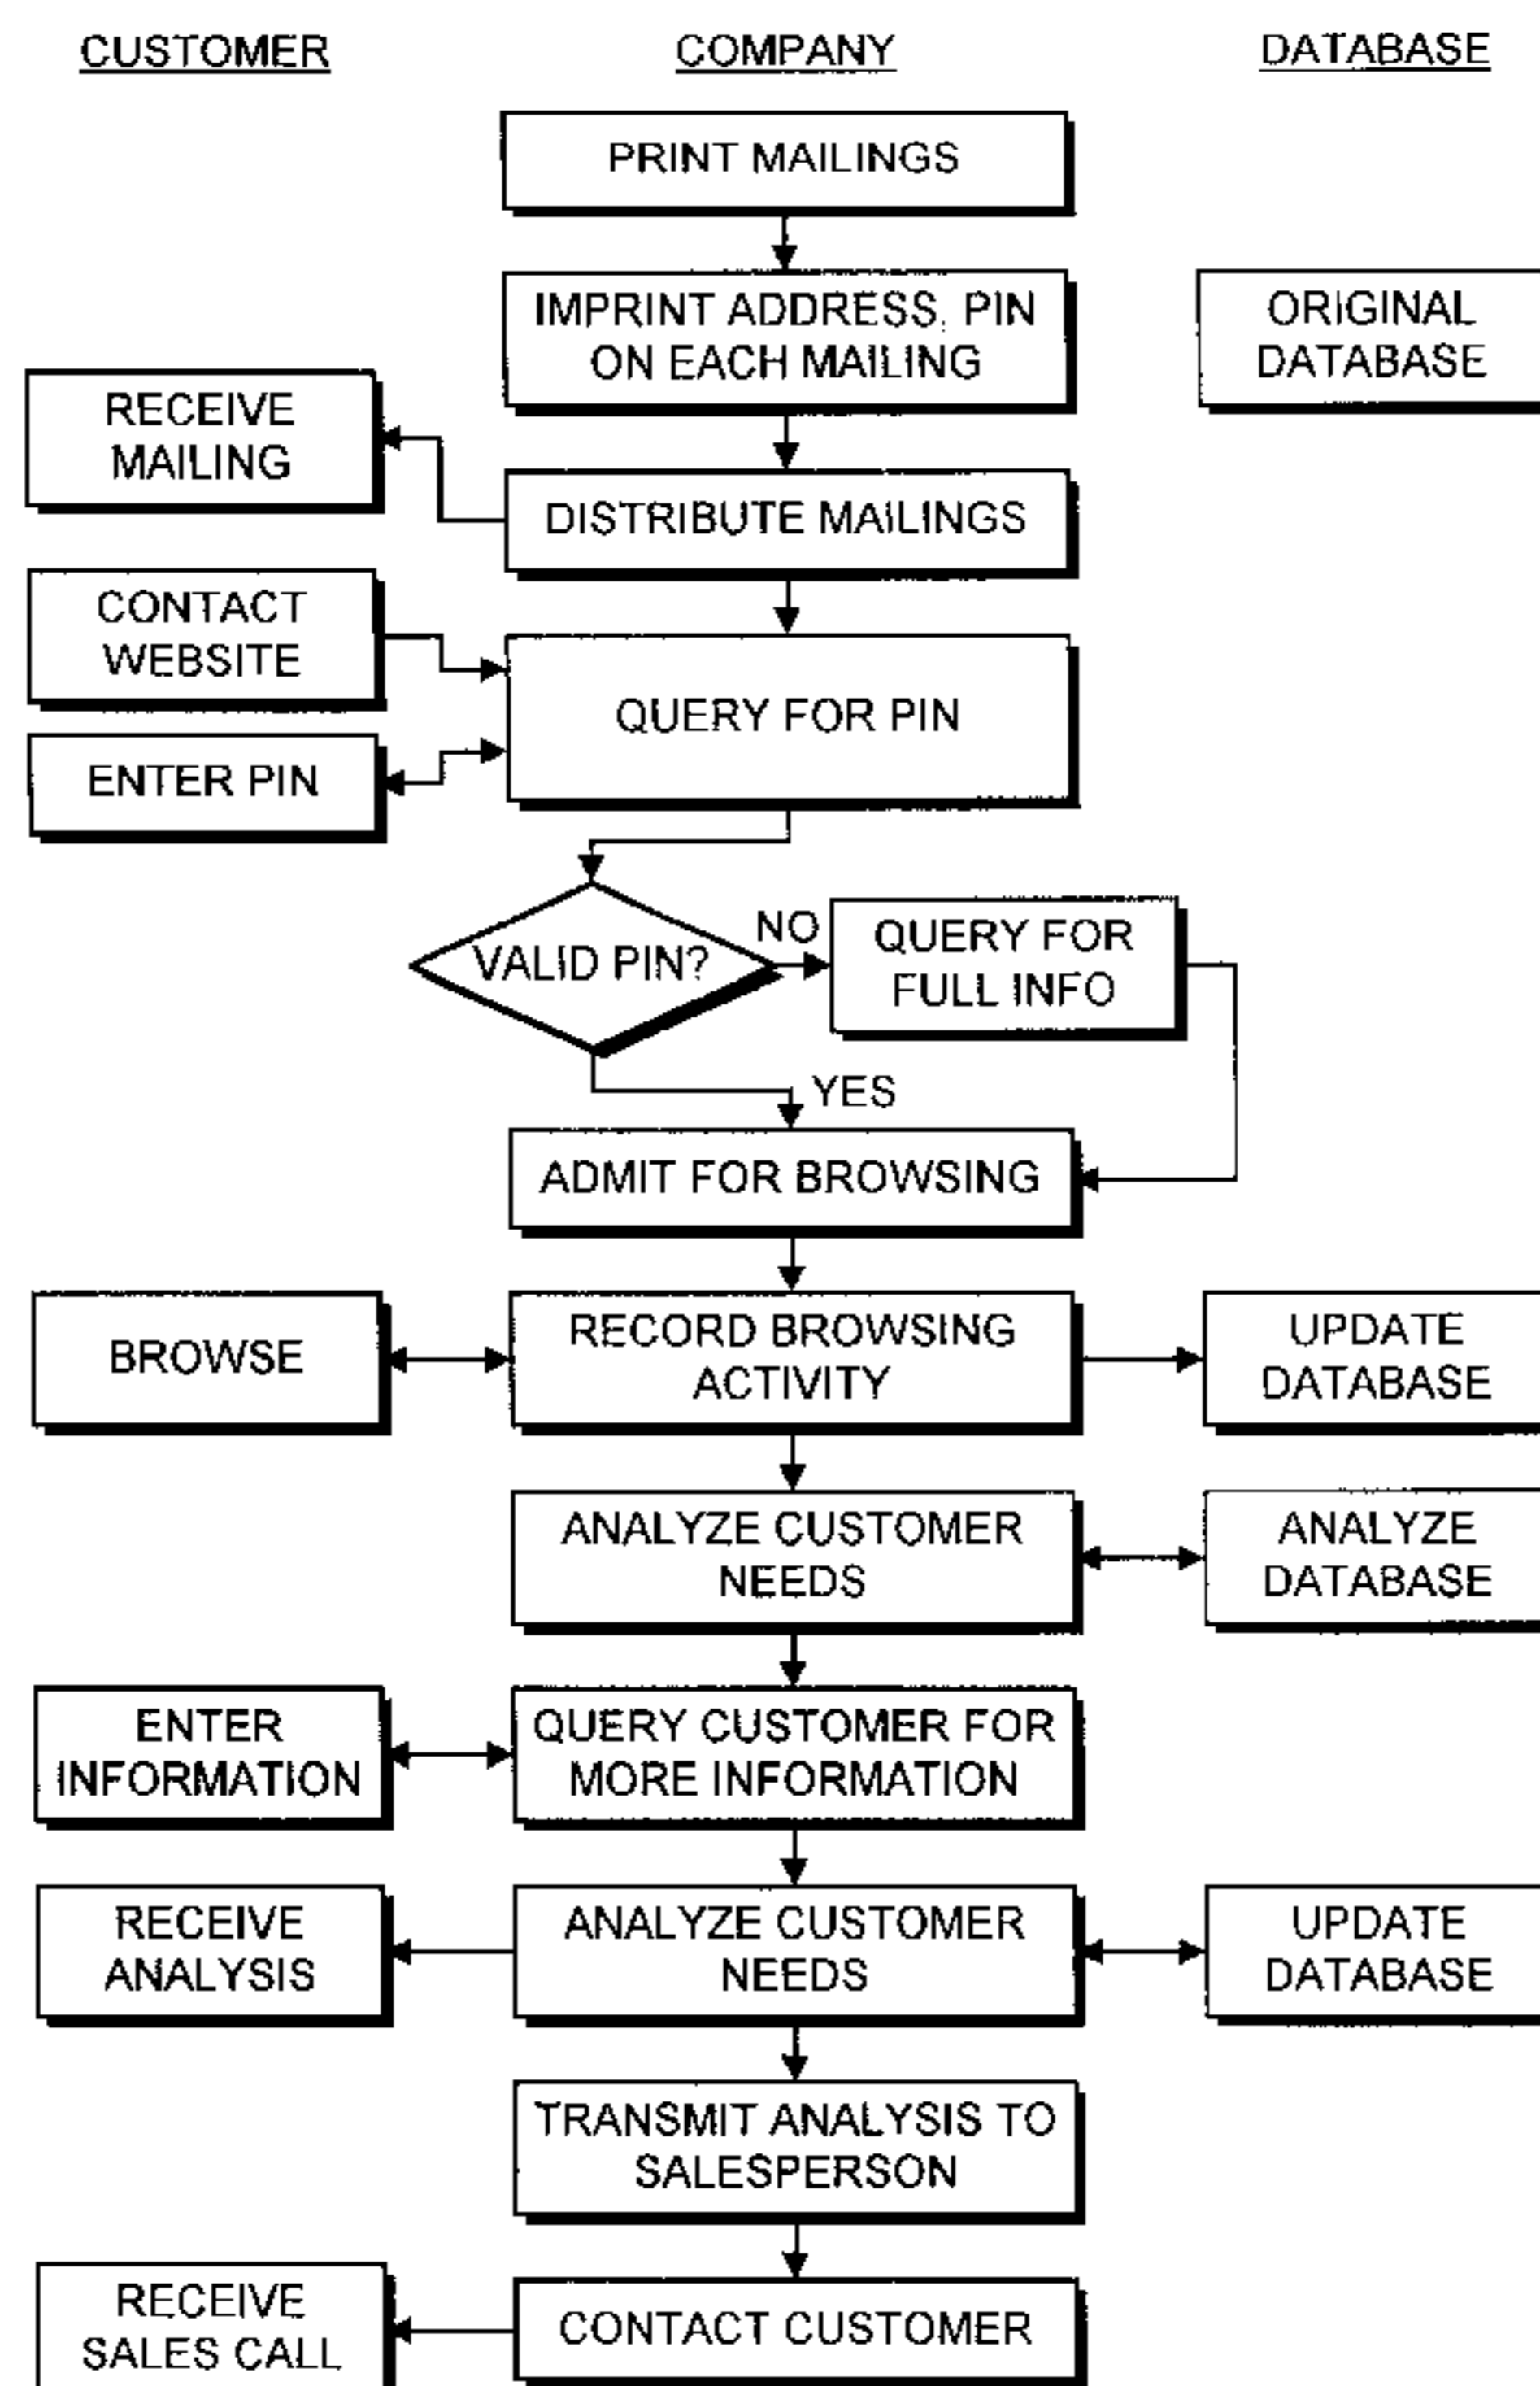 CUSTOMER
COMPANY
DATABASE
PRINT MAILINGS
IMPRINT ADDRESS, PIN
ON EACH MAILING
ORIGINAL
DATABASE
RECEIVE
MAILING
DISTRIBUTE MAILINGS
CONTACT
WEBSITE
QUERY FOR PIN
ENTER PIN
VALID PIN?
NO
QUERY FOR
FULL INFO
YES
ADMIT FOR BROWSING
BROWSE
RECORD BROWSING
ACTIVITY
UPDATE
DATABASE
ANALYZE CUSTOMER
NEEDS
ANALYZE
DATABASE
ENTER
INFORMATION
QUERY CUSTOMER FOR
MORE INFORMATION
RECEIVE
ANALYSIS
ANALYZE CUSTOMER
NEEDS
UPDATE
DATABASE
TRANSMIT ANALYSIS TO
SALESPERSON
RECEIVE
SALES CALL
CONTACT CUSTOMER